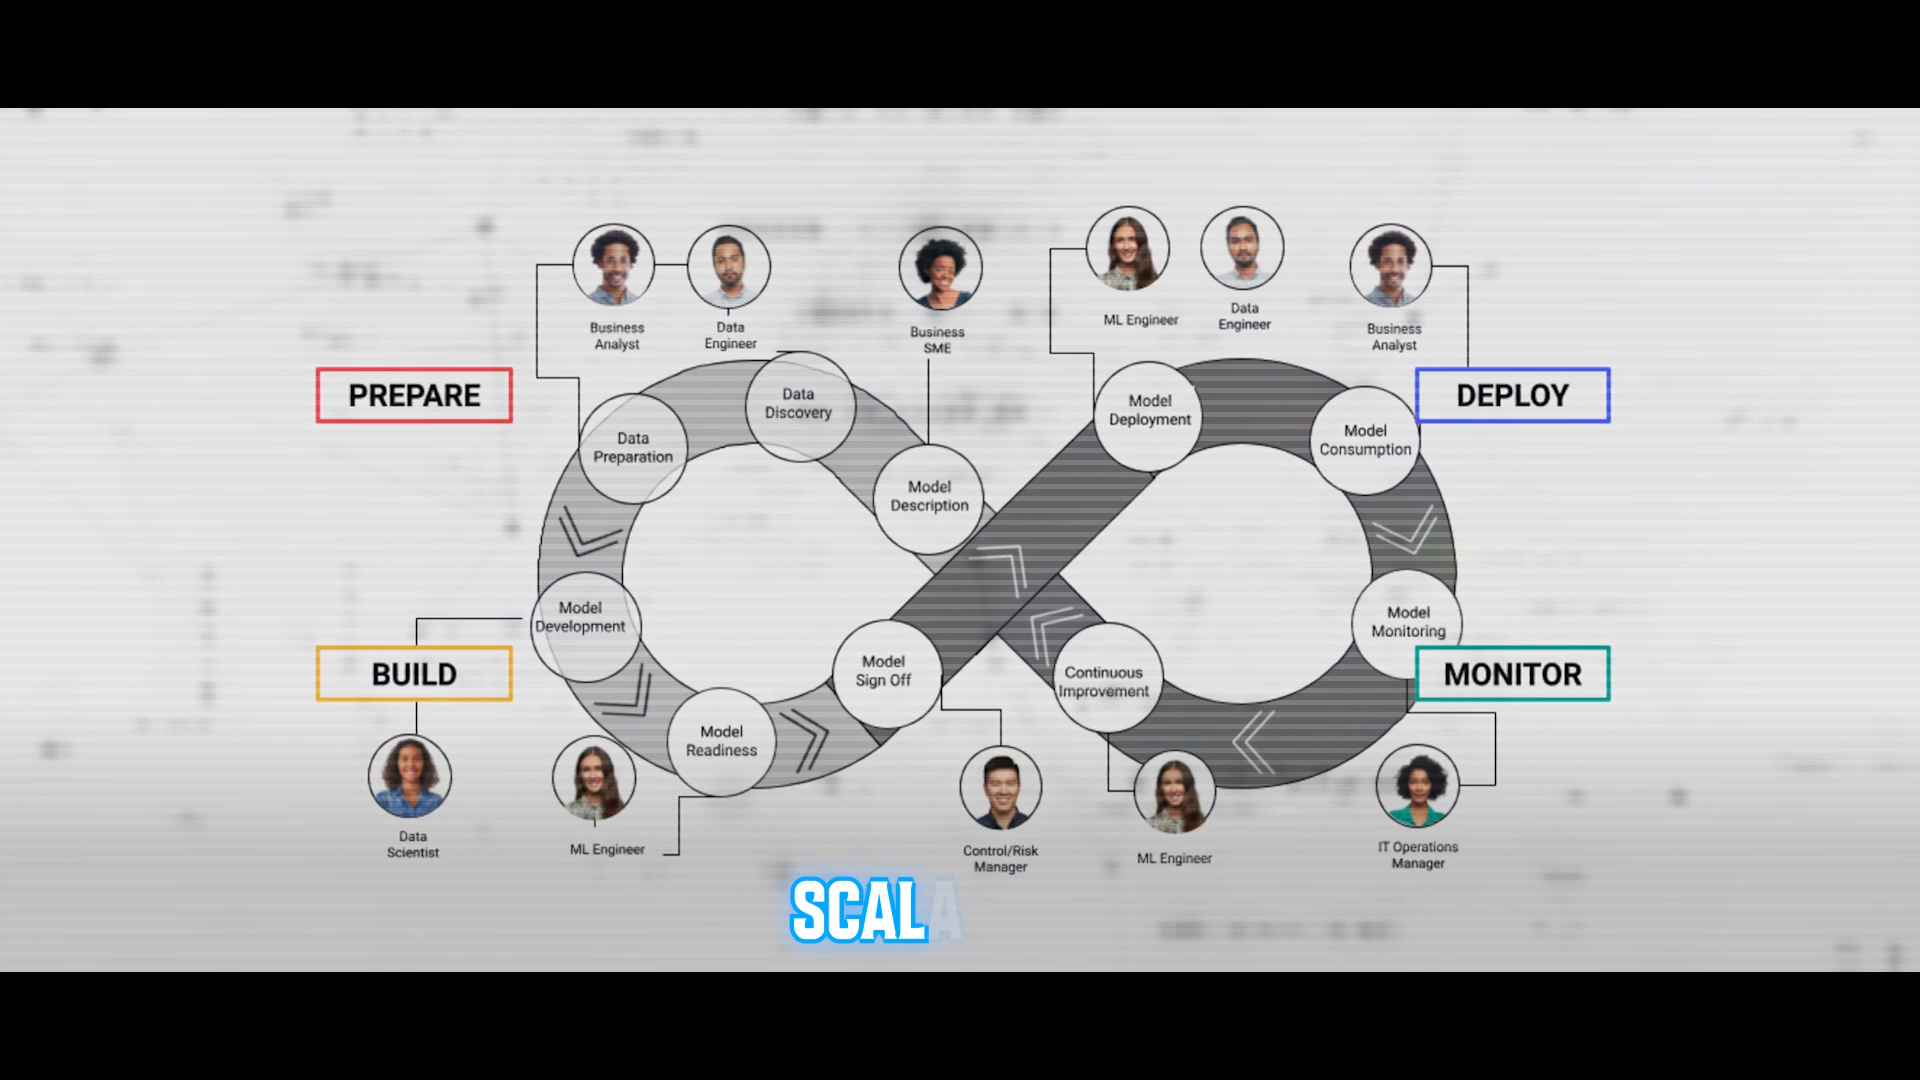 Business
Analyst
Data
Engineer
Business
SME
ML Engineer
Data
Engineer
Business
Analyst
PREPARE
DEPLOY
Data
Preparation
Data
Discovery
Model
Description
Model
Deployment
Model
Consumption
Model
Development
Model
Readiness
Model
Sign Off
Continuous
Improvement
Model
Monitoring
BUILD
MONITOR
Data
Scientist
ML Engineer
Control/Risk
Manager
ML Engineer
IT Operations
Manager
SCALA